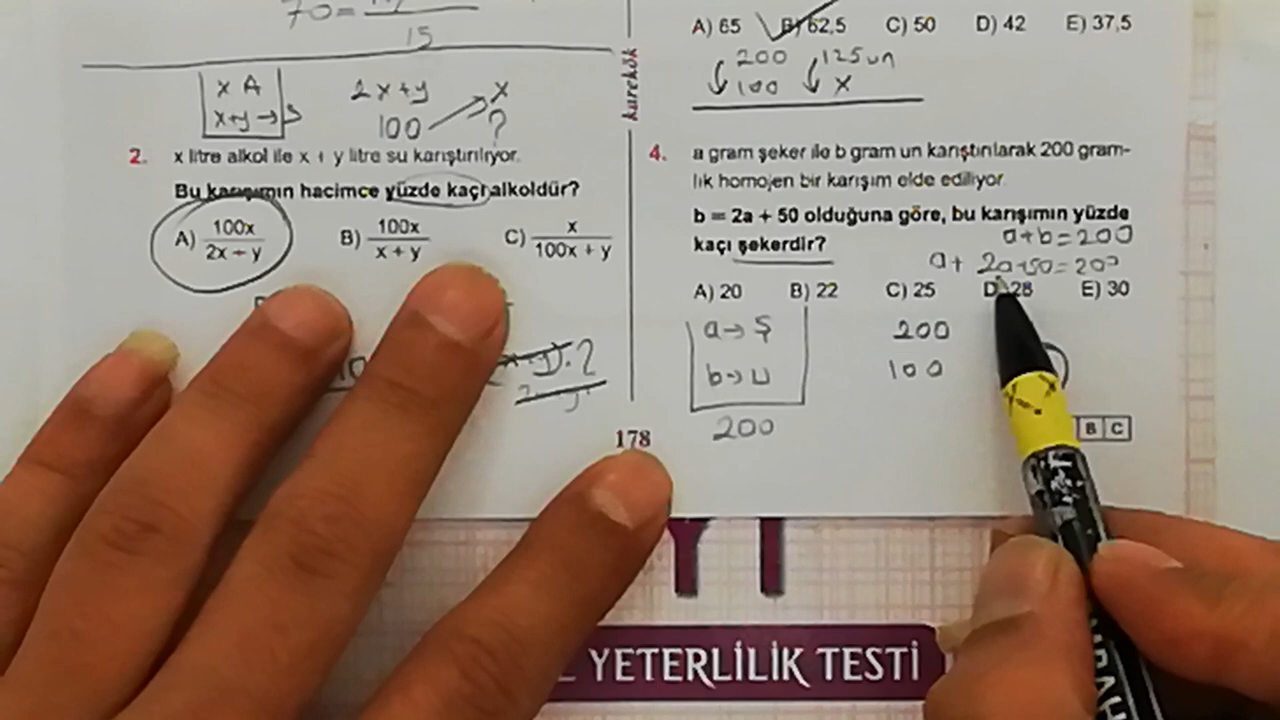 70=
15
x A
x+y → S
2x+y
x
100
?
2. x litre alkol ile x + y litre su karıştırılıyor.
Bu karışımın hacimce yüzde kaçı alkoldür?
A) 100x / 2x + y
B) 100x / x + y
C) x / 100x + y
karekök
A) 65 B) 62,5 C) 50 D) 42 E) 37,5
200 125 un
100 x
4. a gram şeker ile b gram un karıştırılarak 200 gram-
lık homojen bir karışım elde ediliyor.
b = 2a + 50 olduğuna göre, bu karışımın yüzde
kaçı şekerdir?
a+b=200
a+ 2a+50=200
A) 20 B) 22 C) 25 D) 28 E) 30
a→Ş
b→U
200
200
100
178
B C
YETERLİLİK TESTİ